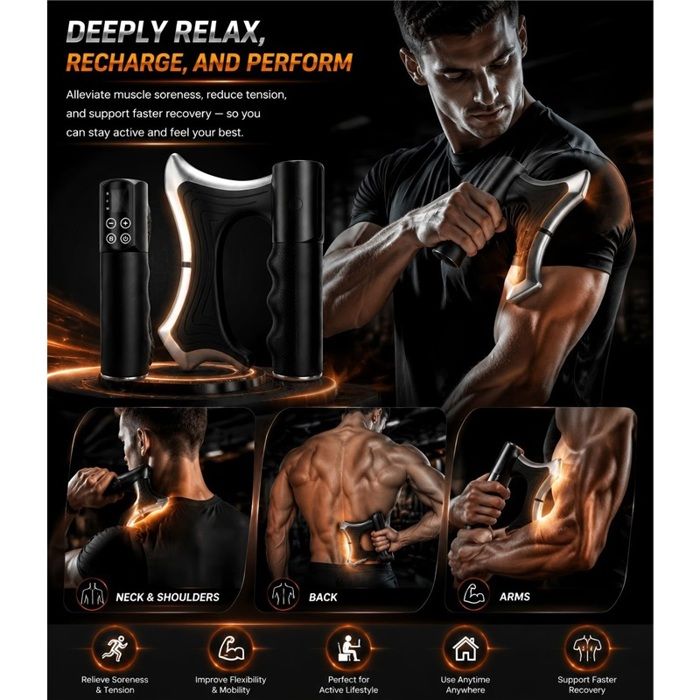 DEEPLY RELAX,
RECHARGE, AND PERFORM
Alleviate muscle soreness, reduce tension,
and support faster recovery — so you
can stay active and feel your best.
NECK & SHOULDERS
BACK
ARMS
Relieve Soreness
& Tension
Improve Flexibility
& Mobility
Perfect for
Active Lifestyle
Use Anytime
Anywhere
Support Faster
Recovery